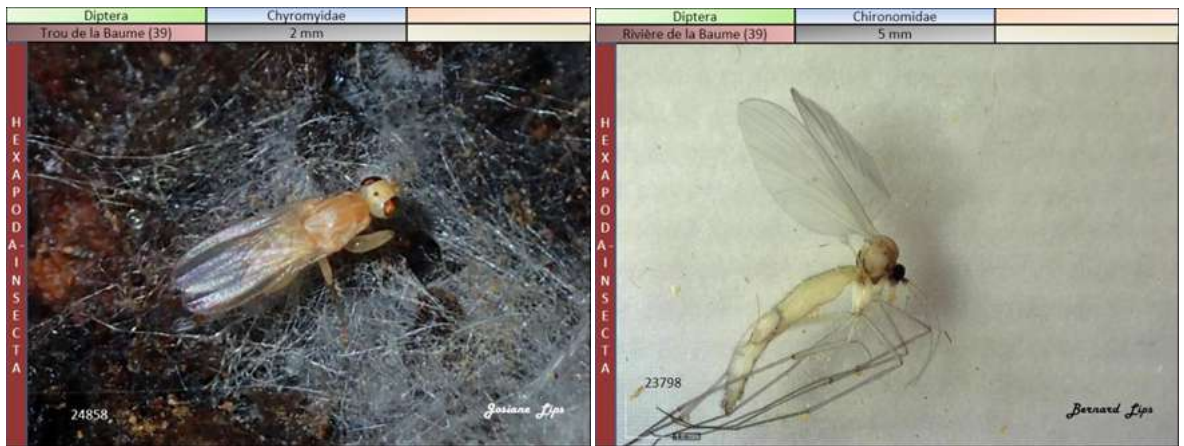 Diptera Chyromyidae
Trou de la Baume (39) 2 mm
HEXAPODA-INSECTA
24858
Josiane Lips
Diptera Chironomidae
Rivière de la Baume (39) 5 mm
HEXAPODA-INSECTA
23798
Bernard Lips